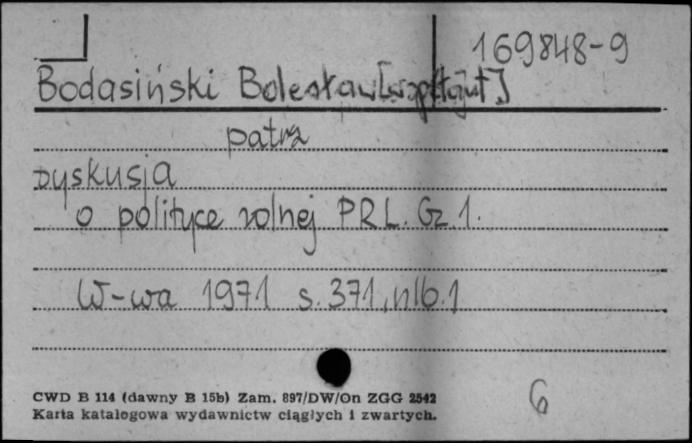 169848-9
Bodasiński Bolesław [współaut]
patrz
Dyskusja
o polityce rolnej PRL. Cz. 1.
W-wa 1971 s. 371, nlb. 1
CWD B 114 (dawny B 15b) Zam. 897/DW/On ZGG 2542
Karta katalogowa wydawnictw ciągłych i zwartych.
6